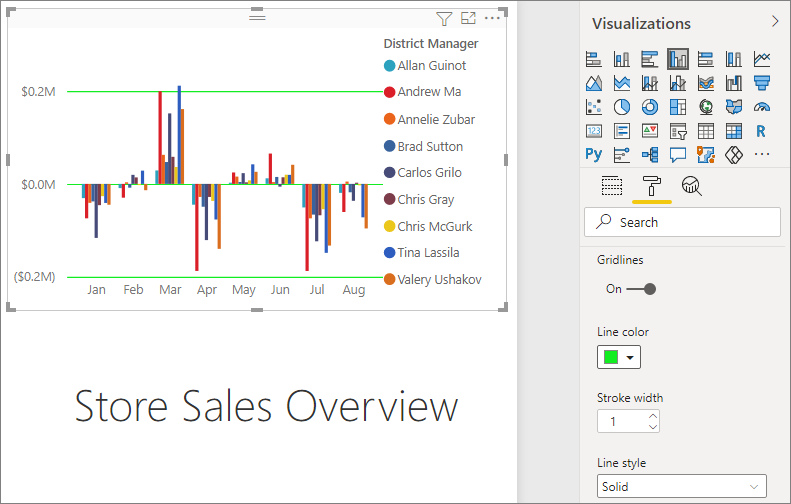 District Manager
Allan Guinot
Andrew Ma
Annelie Zubar
Brad Sutton
Carlos Grilo
Chris Gray
Chris McGurk
Tina Lassila
Valery Ushakov
$0.2M
$0.0M
($0.2M)
Jan Feb Mar Apr May Jun Jul Aug
Store Sales Overview
Visualizations
123
R
Py
Search
Gridlines
On
Line color
Stroke width
1
Line style
Solid